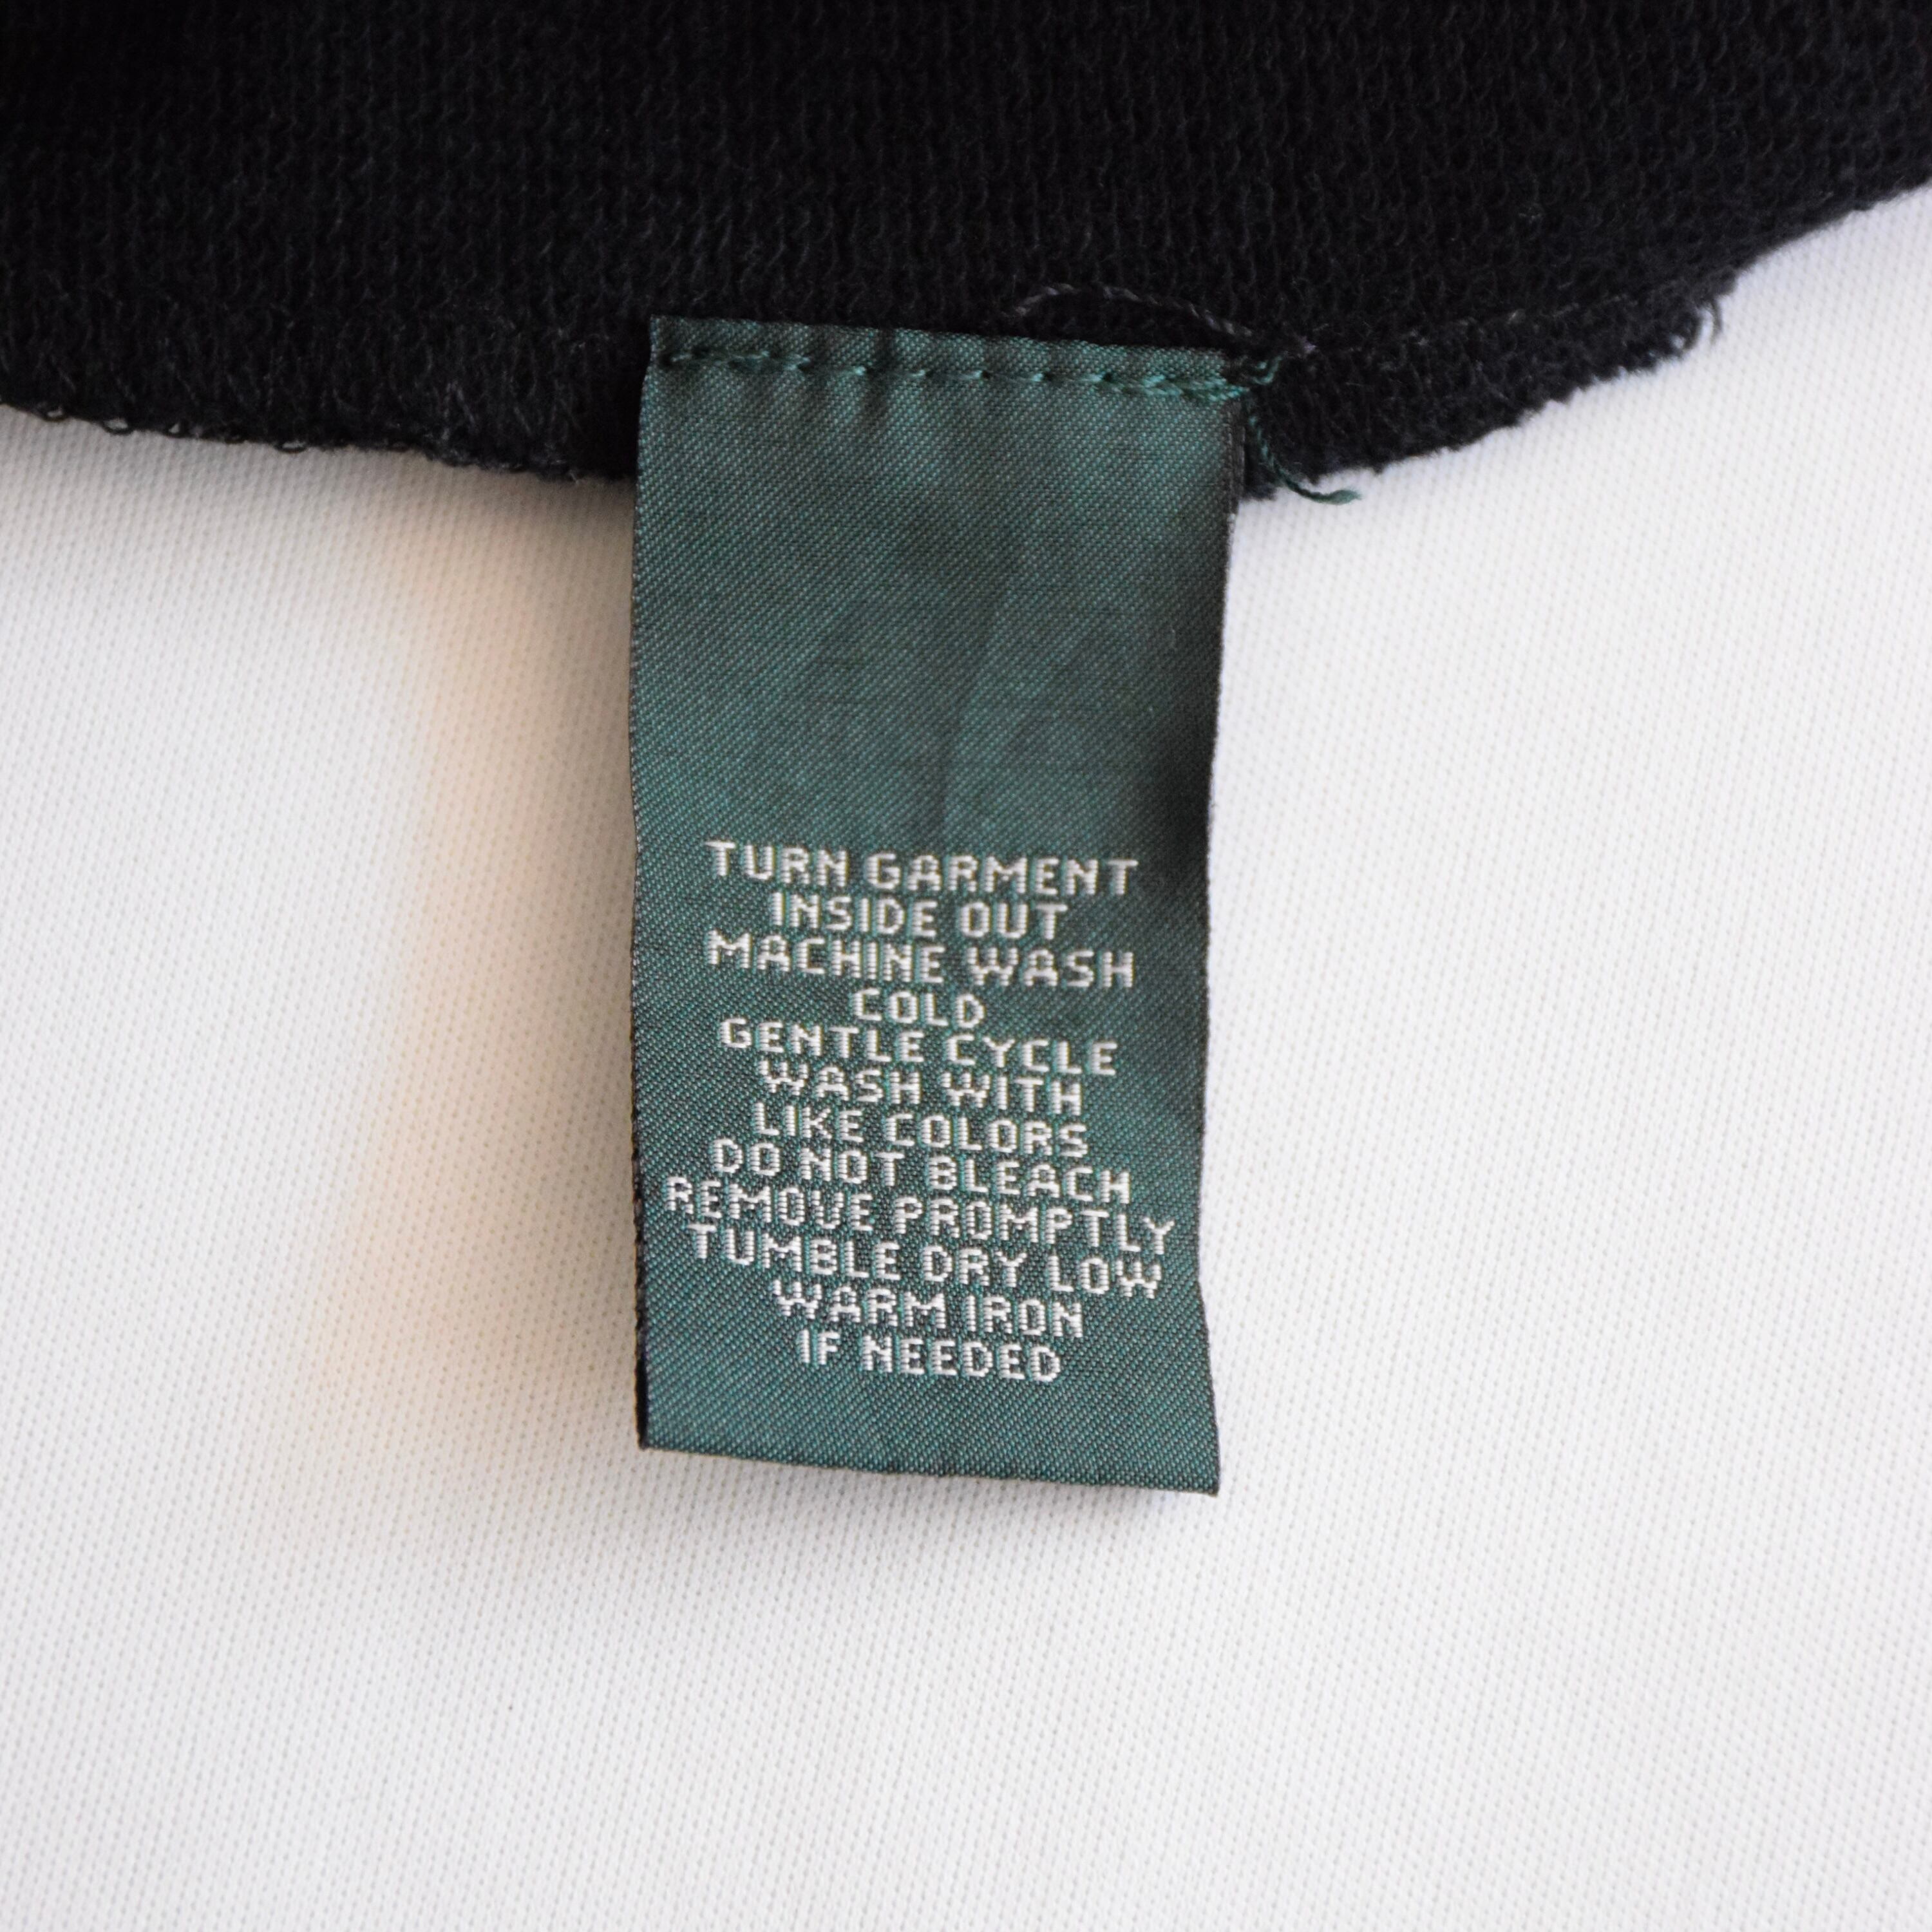 TURN GARMENT
INSIDE OUT
MACHINE WASH
COLD
GENTLE CYCLE
WASH WITH
LIKE COLORS
DO NOT BLEACH
REMOVE PROMPTLY
TUMBLE DRY LOW
WARM IRON
IF NEEDED